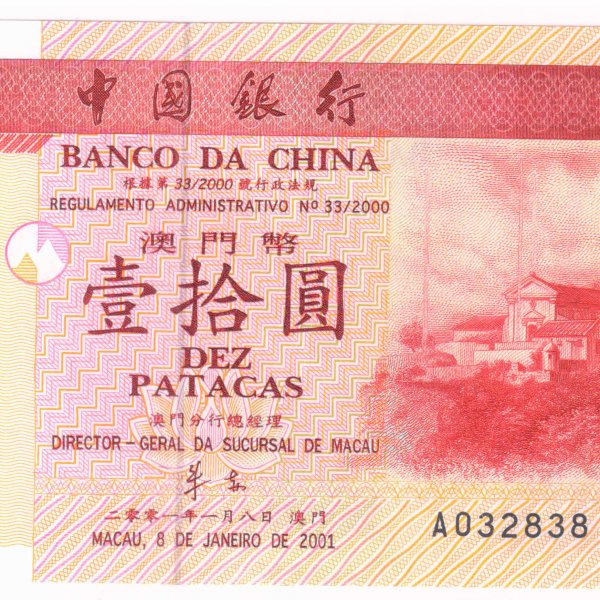 中國銀行
BANCO DA CHINA
根據第33/2000號行政法規
REGULAMENTO ADMINISTRATIVO Nº 33/2000
澳門幣
壹拾圓
DEZ
PATACAS
澳門分行總經理
DIRECTOR-GERAL DA SUCURSAL DE MACAU
二零零一年一月八日 澳門
MACAU, 8 DE JANEIRO DE 2001
A032838